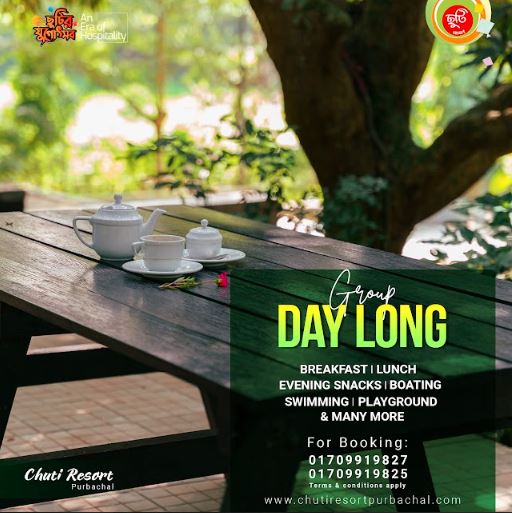 ছুটির
মূল্যোৎসব
An
Era of
Hospitality
ছুটি
Group
DAY LONG
BREAKFAST | LUNCH
EVENING SNACKS | BOATING
SWIMMING | PLAYGROUND
& MANY MORE
For Booking:
01709919827
01709919825
Terms & conditions apply
www.chutiresortpurbachal.com
Chuti Resort
Purbachal